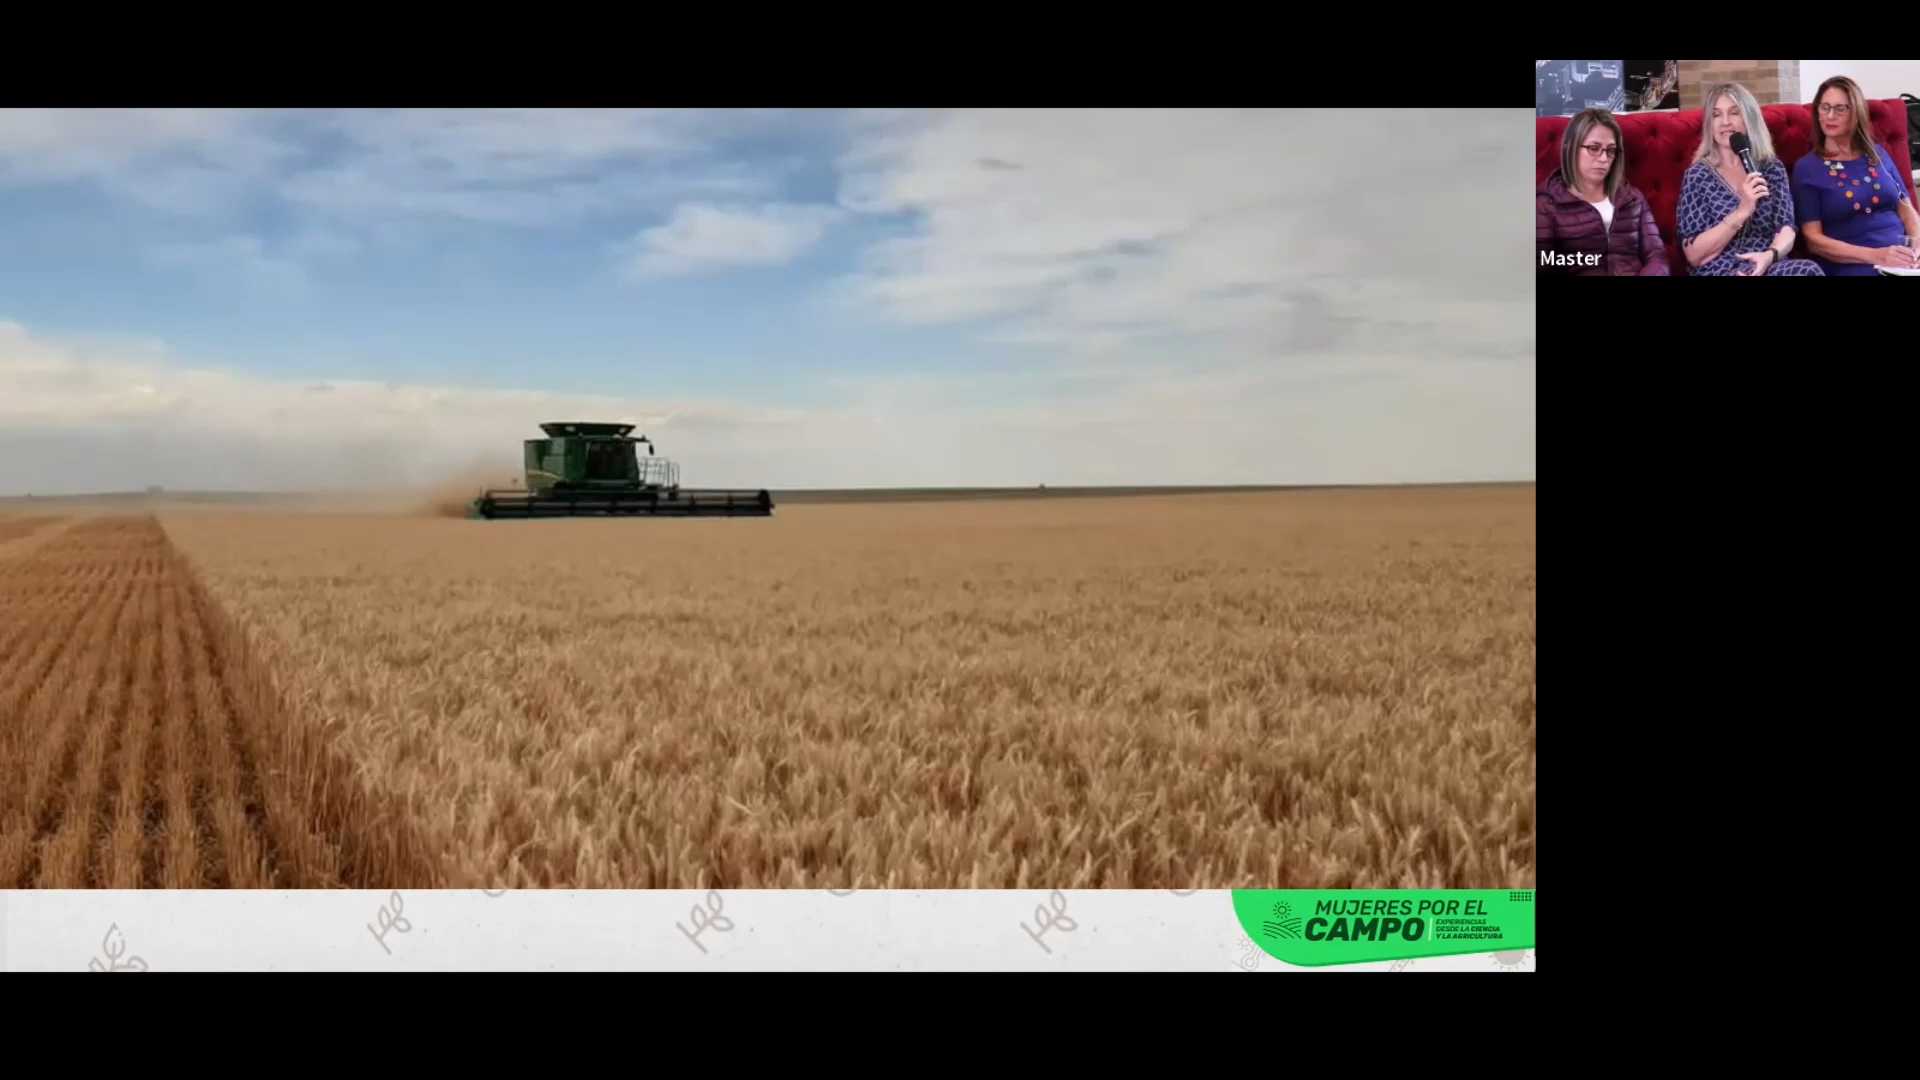 Master
MUJERES POR EL
CAMPO
EXPERIENCIAS
DESDE LA CIENCIA
Y LA AGRICULTURA